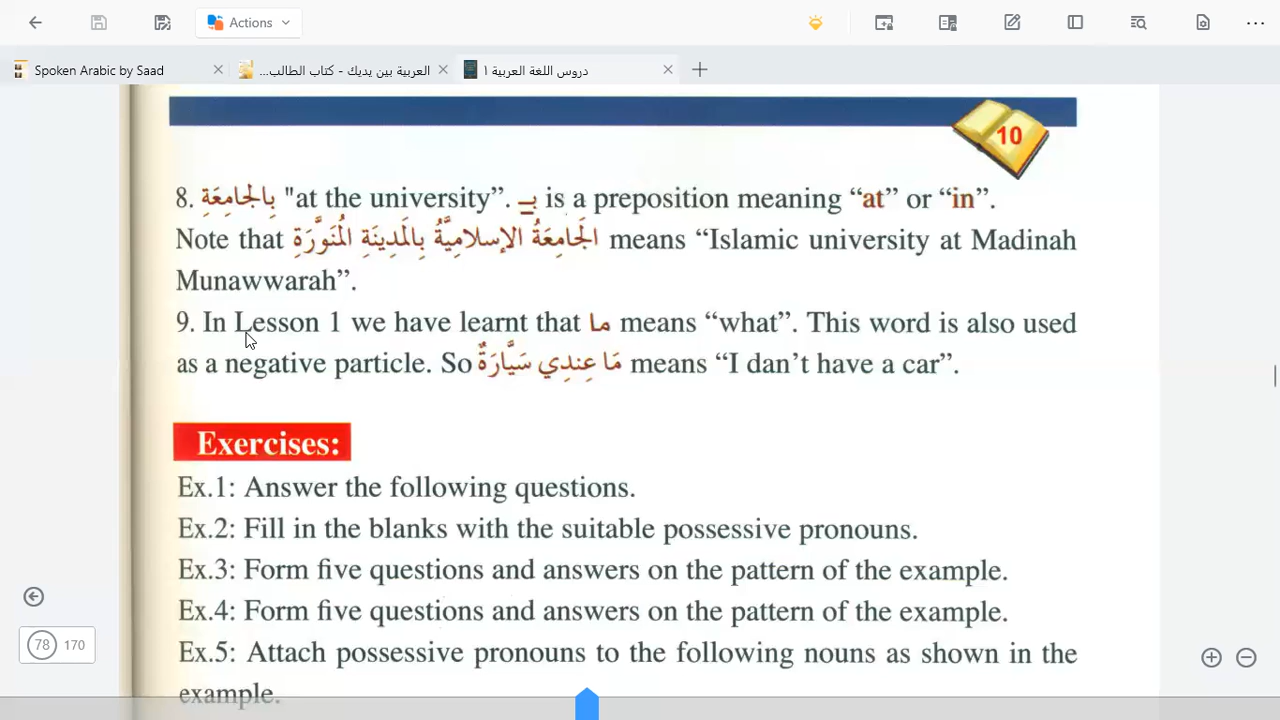 Actions
Spoken Arabic by Saad
العربية بين يديك - كتاب الطالب...
دروس اللغة العربية ١
10
8. بِالجامِعَةِ "at the university”. بـ is a preposition meaning “at” or “in”.
Note that الجَامِعَةُ الإسلاميَّةُ بِالمَدِينَةِ المُنَوَّرَةِ means “Islamic university at Madinah
Munawwarah”.
9. In Lesson 1 we have learnt that ما means “what”. This word is also used
as a negative particle. So مَا عِندِي سَيَّارَةٌ means “I dan’t have a car”.
Exercises:
Ex.1: Answer the following questions.
Ex.2: Fill in the blanks with the suitable possessive pronouns.
Ex.3: Form five questions and answers on the pattern of the example.
Ex.4: Form five questions and answers on the pattern of the example.
Ex.5: Attach possessive pronouns to the following nouns as shown in the
example.
78 170